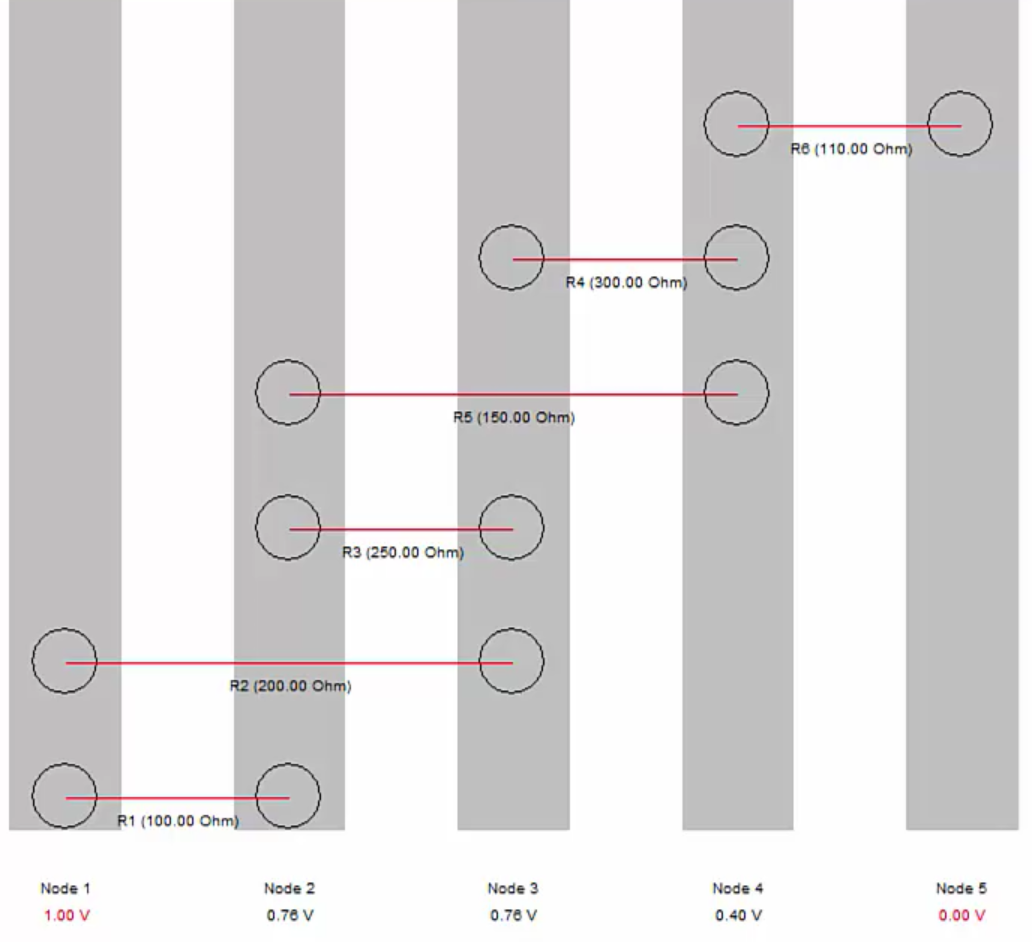 R6 (110.00 Ohm)
R4 (300.00 Ohm)
R5 (150.00 Ohm)
R3 (250.00 Ohm)
R2 (200.00 Ohm)
R1 (100.00 Ohm)
Node 1 Node 2 Node 3 Node 4 Node 5
1.00 V 0.76 V 0.76 V 0.40 V 0.00 V